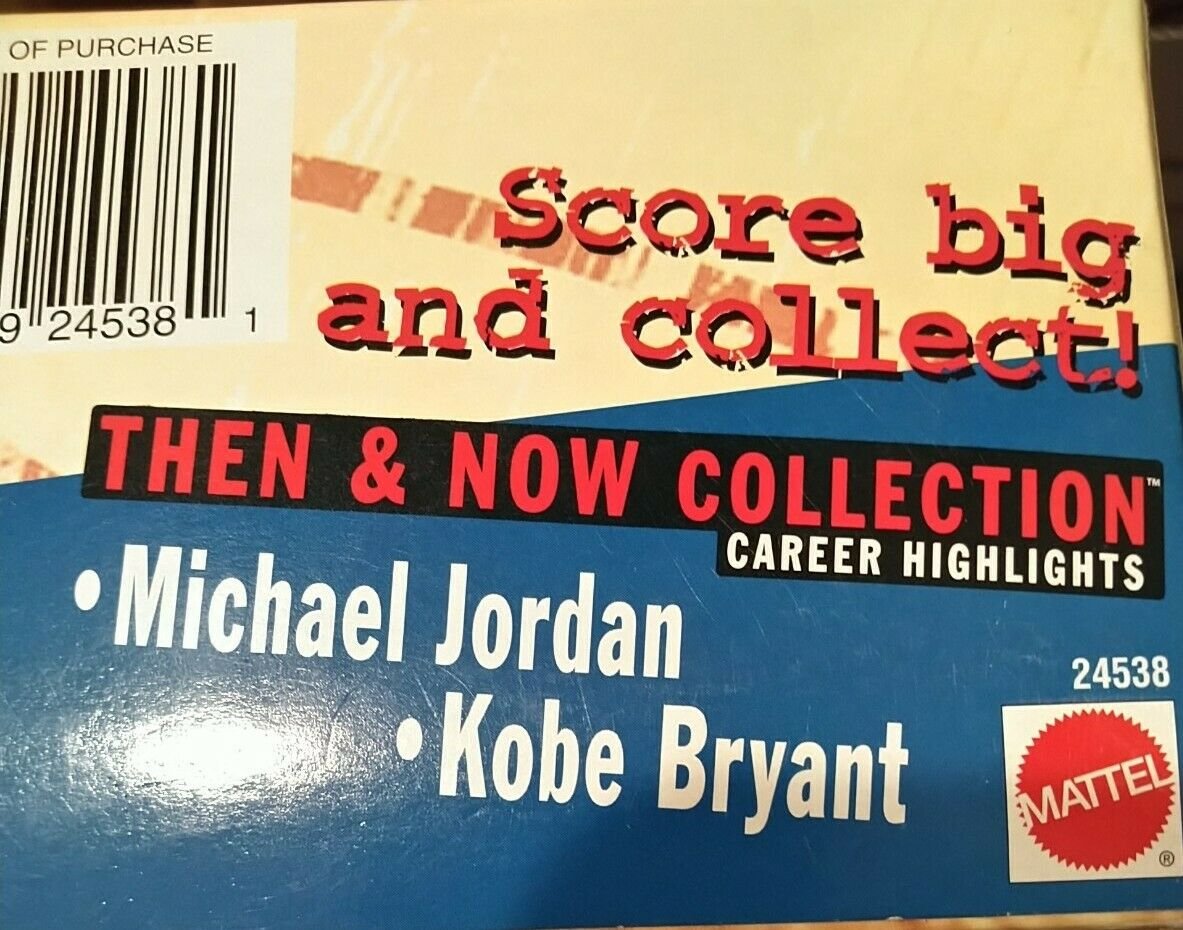 OF PURCHASE
9 24538 1
Score big
and collect!
THEN & NOW COLLECTION™
CAREER HIGHLIGHTS
•Michael Jordan
•Kobe Bryant
24538
MATTEL
®